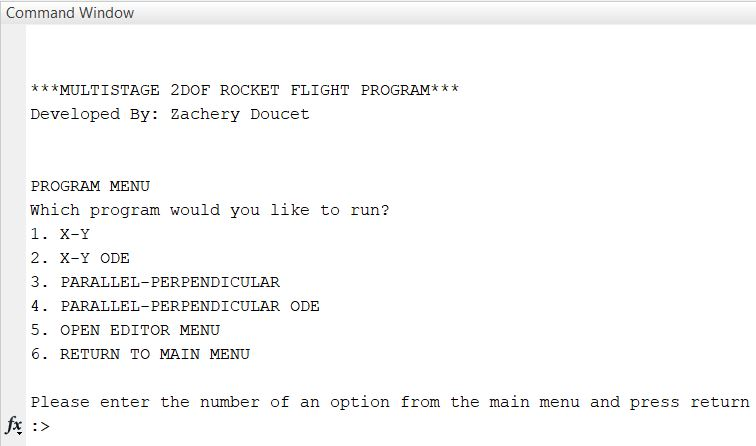 Command Window
***MULTISTAGE 2DOF ROCKET FLIGHT PROGRAM***
Developed By: Zachery Doucet
PROGRAM MENU
Which program would you like to run?
1. X-Y
2. X-Y ODE
3. PARALLEL-PERPENDICULAR
4. PARALLEL-PERPENDICULAR ODE
5. OPEN EDITOR MENU
6. RETURN TO MAIN MENU
Please enter the number of an option from the main menu and press return
fx :>